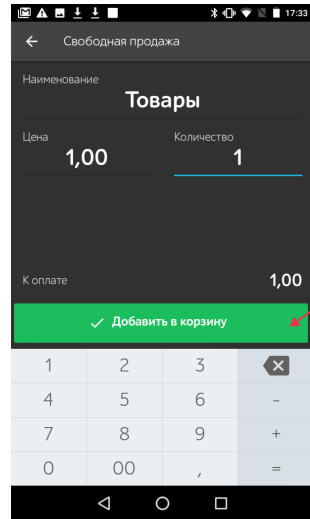 17:33
Свободная продажа
Наименование
Товары
Цена Количество
1,00 1
К оплате 1,00
Добавить в корзину
1 2 3
4 5 6 -
7 8 9 +
0 00 , =